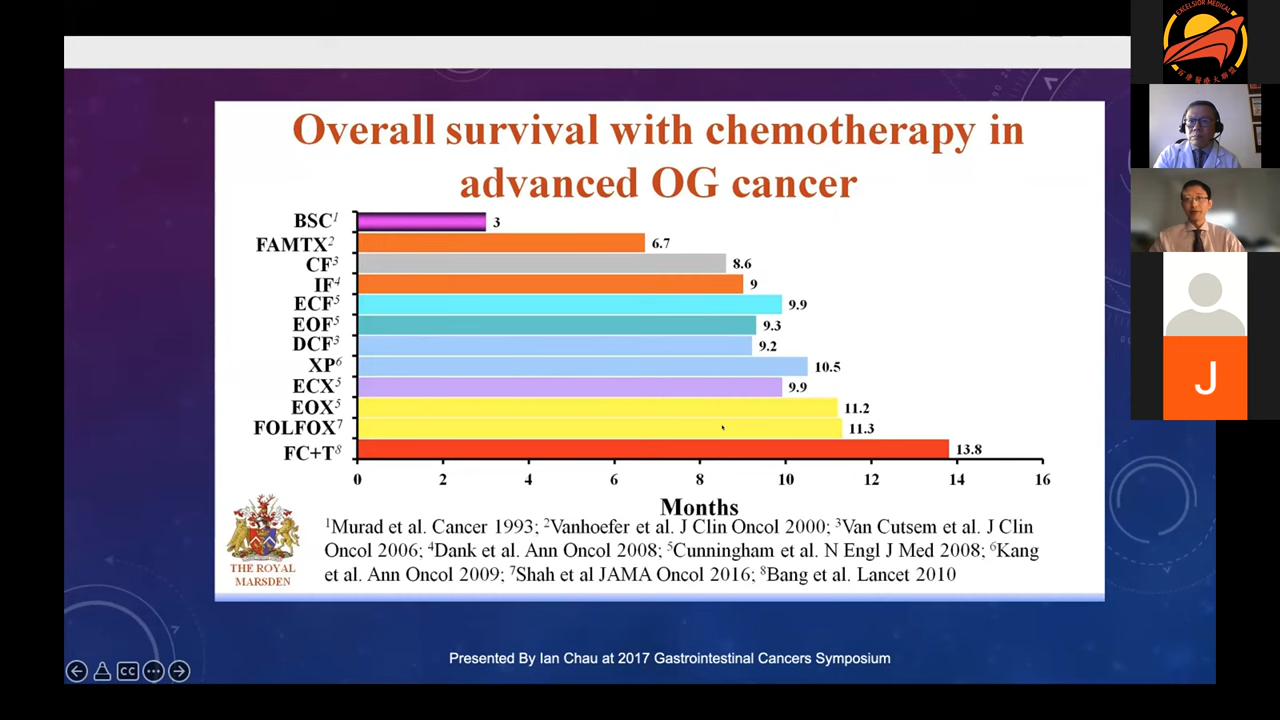 EXCELSIOR MEDICAL
Overall survival with chemotherapy in
advanced OG cancer
BSC1 3
FAMTX2 6.7
CF3 8.6
IF4 9
ECF5 9.9
EOF5 9.3
DCF3 9.2
XP6 10.5
ECX5 9.9
EOX5 11.2
FOLFOX7 11.3
FC+T8 13.8
0 2 4 6 8 10 12 14 16
Months
1Murad et al. Cancer 1993; 2Vanhoefer et al. J Clin Oncol 2000; 3Van Cutsem et al. J Clin
Oncol 2006; 4Dank et al. Ann Oncol 2008; 5Cunningham et al. N Engl J Med 2008; 6Kang
et al. Ann Oncol 2009; 7Shah et al JAMA Oncol 2016; 8Bang et al. Lancet 2010
THE ROYAL
MARSDEN
Presented By Ian Chau at 2017 Gastrointestinal Cancers Symposium
CC
J